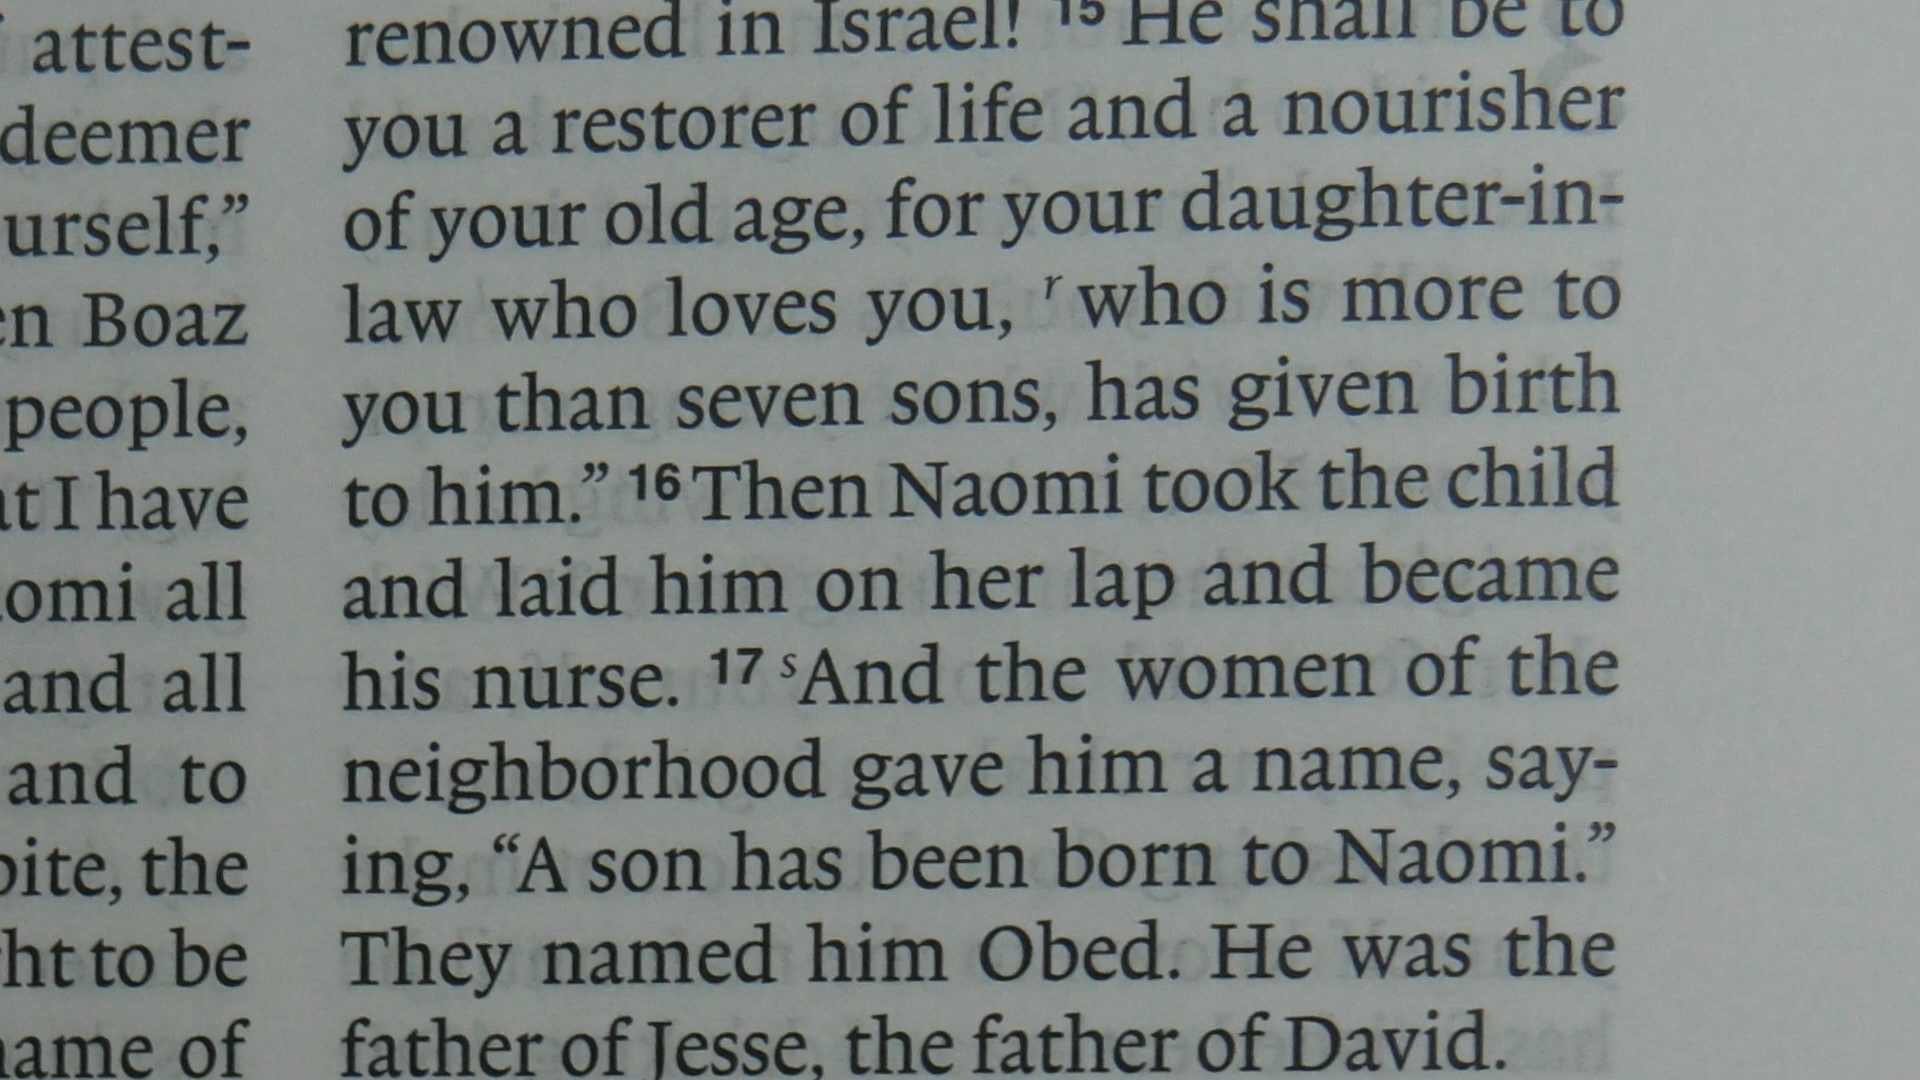 attest-
deemer
urself,”
en Boaz
people,
at I have
omi all
and all
and to
bite, the
ht to be
name of
renowned in Israel! 15 He shall be to
you a restorer of life and a nourisher
of your old age, for your daughter-in-
law who loves you, r who is more to
you than seven sons, has given birth
to him.” 16 Then Naomi took the child
and laid him on her lap and became
his nurse. 17 s And the women of the
neighborhood gave him a name, say-
ing, “A son has been born to Naomi.”
They named him Obed. He was the
father of Jesse, the father of David.